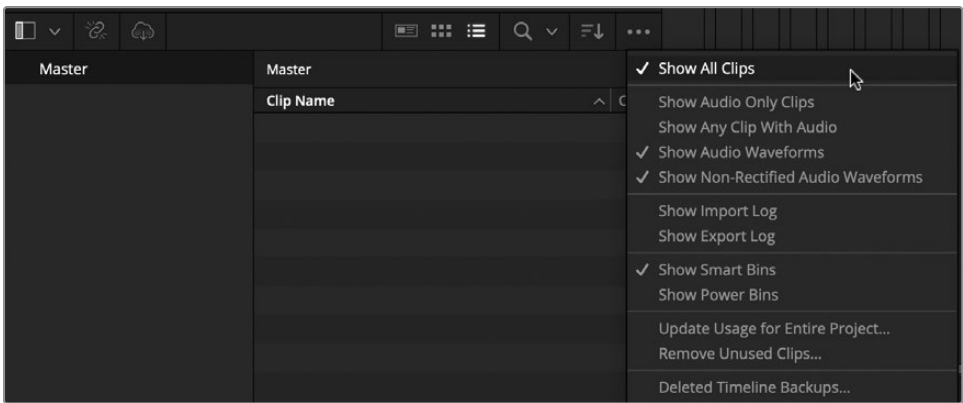 Master
Master
Clip Name
Show All Clips
Show Audio Only Clips
Show Any Clip With Audio
Show Audio Waveforms
Show Non-Rectified Audio Waveforms
Show Import Log
Show Export Log
Show Smart Bins
Show Power Bins
Update Usage for Entire Project...
Remove Unused Clips...
Deleted Timeline Backups...